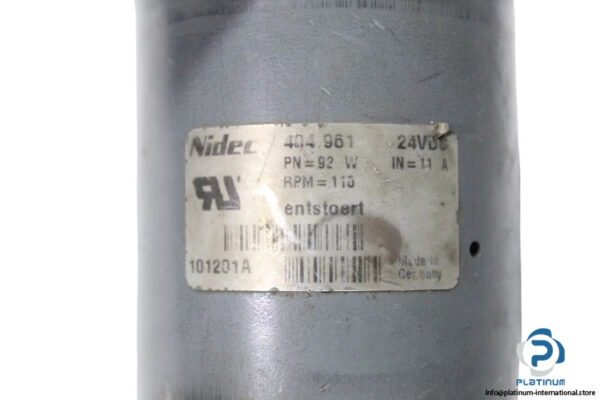 Nidec 404.961 24VDC
PN=92 W IN=11 A
RPM=110
entstoert
101201A
Made in
Germany
PLATINUM
info@platinum-international.store